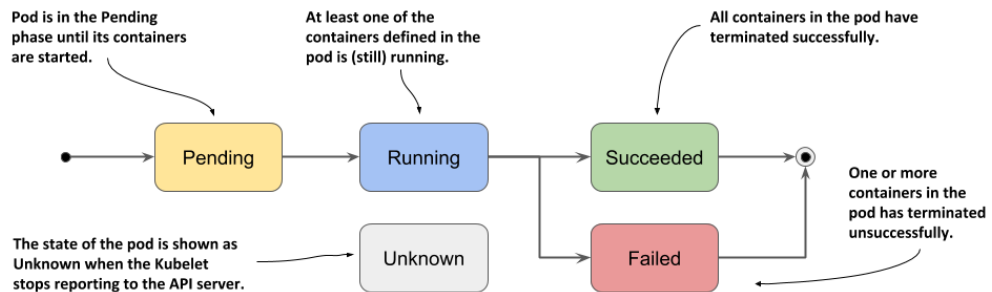 Pod is in the Pending
phase until its containers
are started.
At least one of the
containers defined in the
pod is (still) running.
All containers in the pod have
terminated successfully.
Pending
Running
Succeeded
One or more
containers in the
pod has terminated
unsuccessfully.
The state of the pod is shown as
Unknown when the Kubelet
stops reporting to the API server.
Unknown
Failed